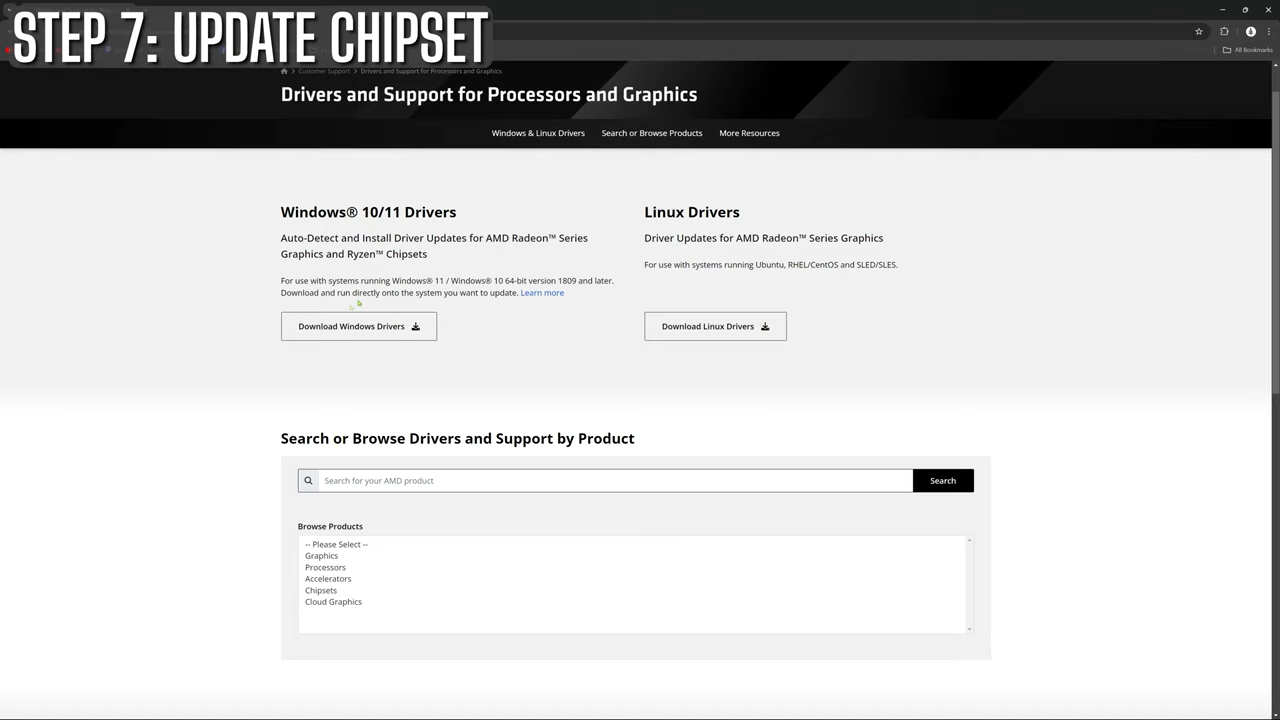 STEP 7: UPDATE CHIPSET
All Bookmarks
Customer Support > Drivers and Support for Processors and Graphics
Drivers and Support for Processors and Graphics
Windows & Linux Drivers
Search or Browse Products
More Resources
Windows® 10/11 Drivers
Auto-Detect and Install Driver Updates for AMD Radeon™ Series
Graphics and Ryzen™ Chipsets
For use with systems running Windows® 11 / Windows® 10 64-bit version 1809 and later.
Download and run directly onto the system you want to update. Learn more
Download Windows Drivers
Linux Drivers
Driver Updates for AMD Radeon™ Series Graphics
For use with systems running Ubuntu, RHEL/CentOS and SLED/SLES.
Download Linux Drivers
Search or Browse Drivers and Support by Product
Search for your AMD product
Search
Browse Products
-- Please Select --
Graphics
Processors
Accelerators
Chipsets
Cloud Graphics